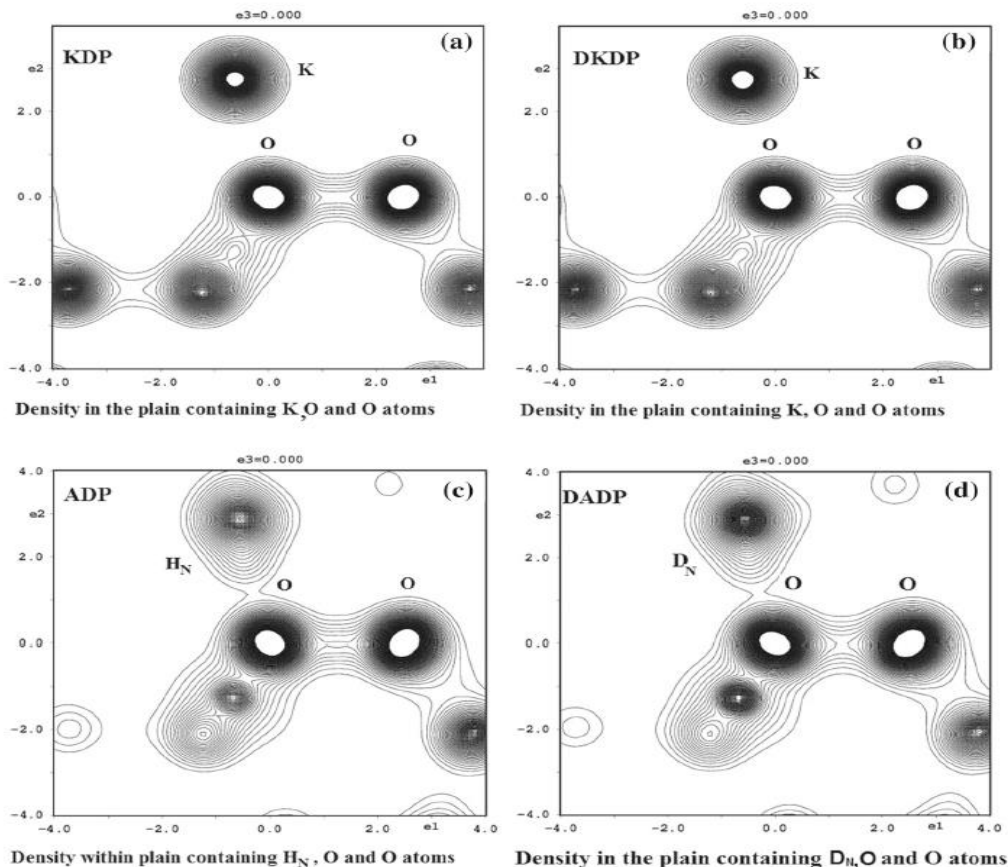 e3=0.000
KDP
(a)
K
e2
2.0
O
O
0.0
-2.0
-4.0
-4.0 -2.0 0.0 2.0 e1
Density in the plain containing K,O and O atoms
e3=0.000
DKDP
(b)
K
e2
2.0
O
O
0.0
-2.0
-4.0
-4.0 -2.0 0.0 2.0 e1
Density in the plain containing K, O and O atoms
e3=0.000
4.0
ADP
(c)
e2
2.0
HN
O
O
0.0
-2.0
-4.0
-4.0 -2.0 0.0 2.0 e1 4.0
Density within plain containing HN , O and O atoms
e3=0.000
4.0
DADP
(d)
e2
2.0
DN
O
O
0.0
-2.0
-4.0
-4.0 -2.0 0.0 2.0 e1 4.0
Density in the plain containing DN,O and O atoms